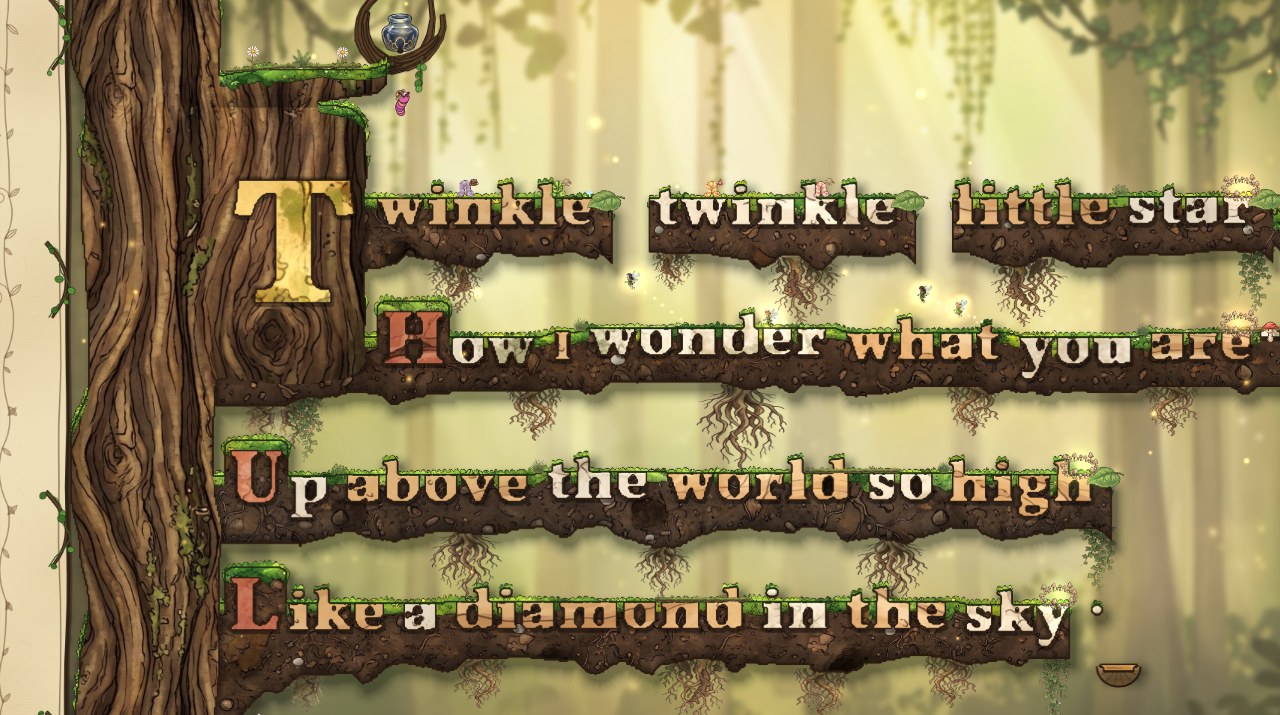 Twinkle twinkle little star
How I wonder what you are
Up above the world so high
Like a diamond in the sky.